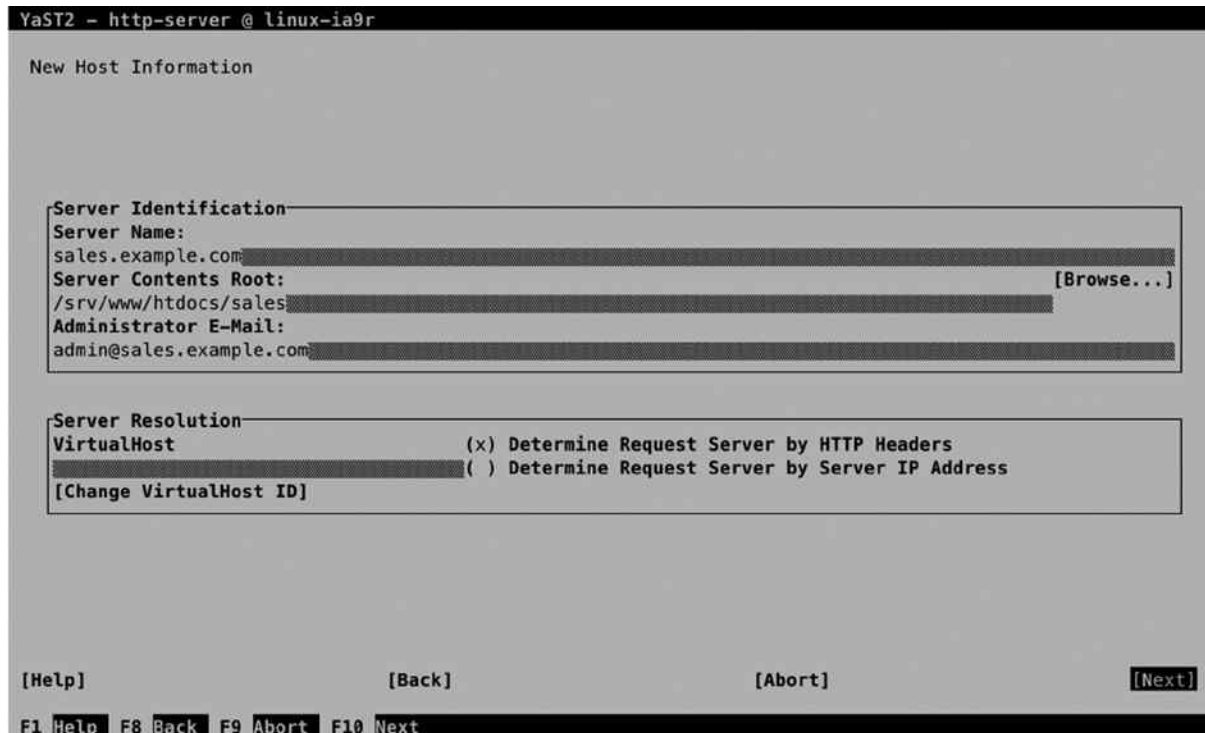 YaST2 - http-server @ linux-ia9r
New Host Information
Server Identification
Server Name:
sales.example.com
Server Contents Root: [Browse...]
/srv/www/htdocs/sales
Administrator E-Mail:
admin@sales.example.com
Server Resolution
VirtualHost (x) Determine Request Server by HTTP Headers
( ) Determine Request Server by Server IP Address
[Change VirtualHost ID]
[Help] [Back] [Abort] [Next]
F1 Help F8 Back F9 Abort F10 Next